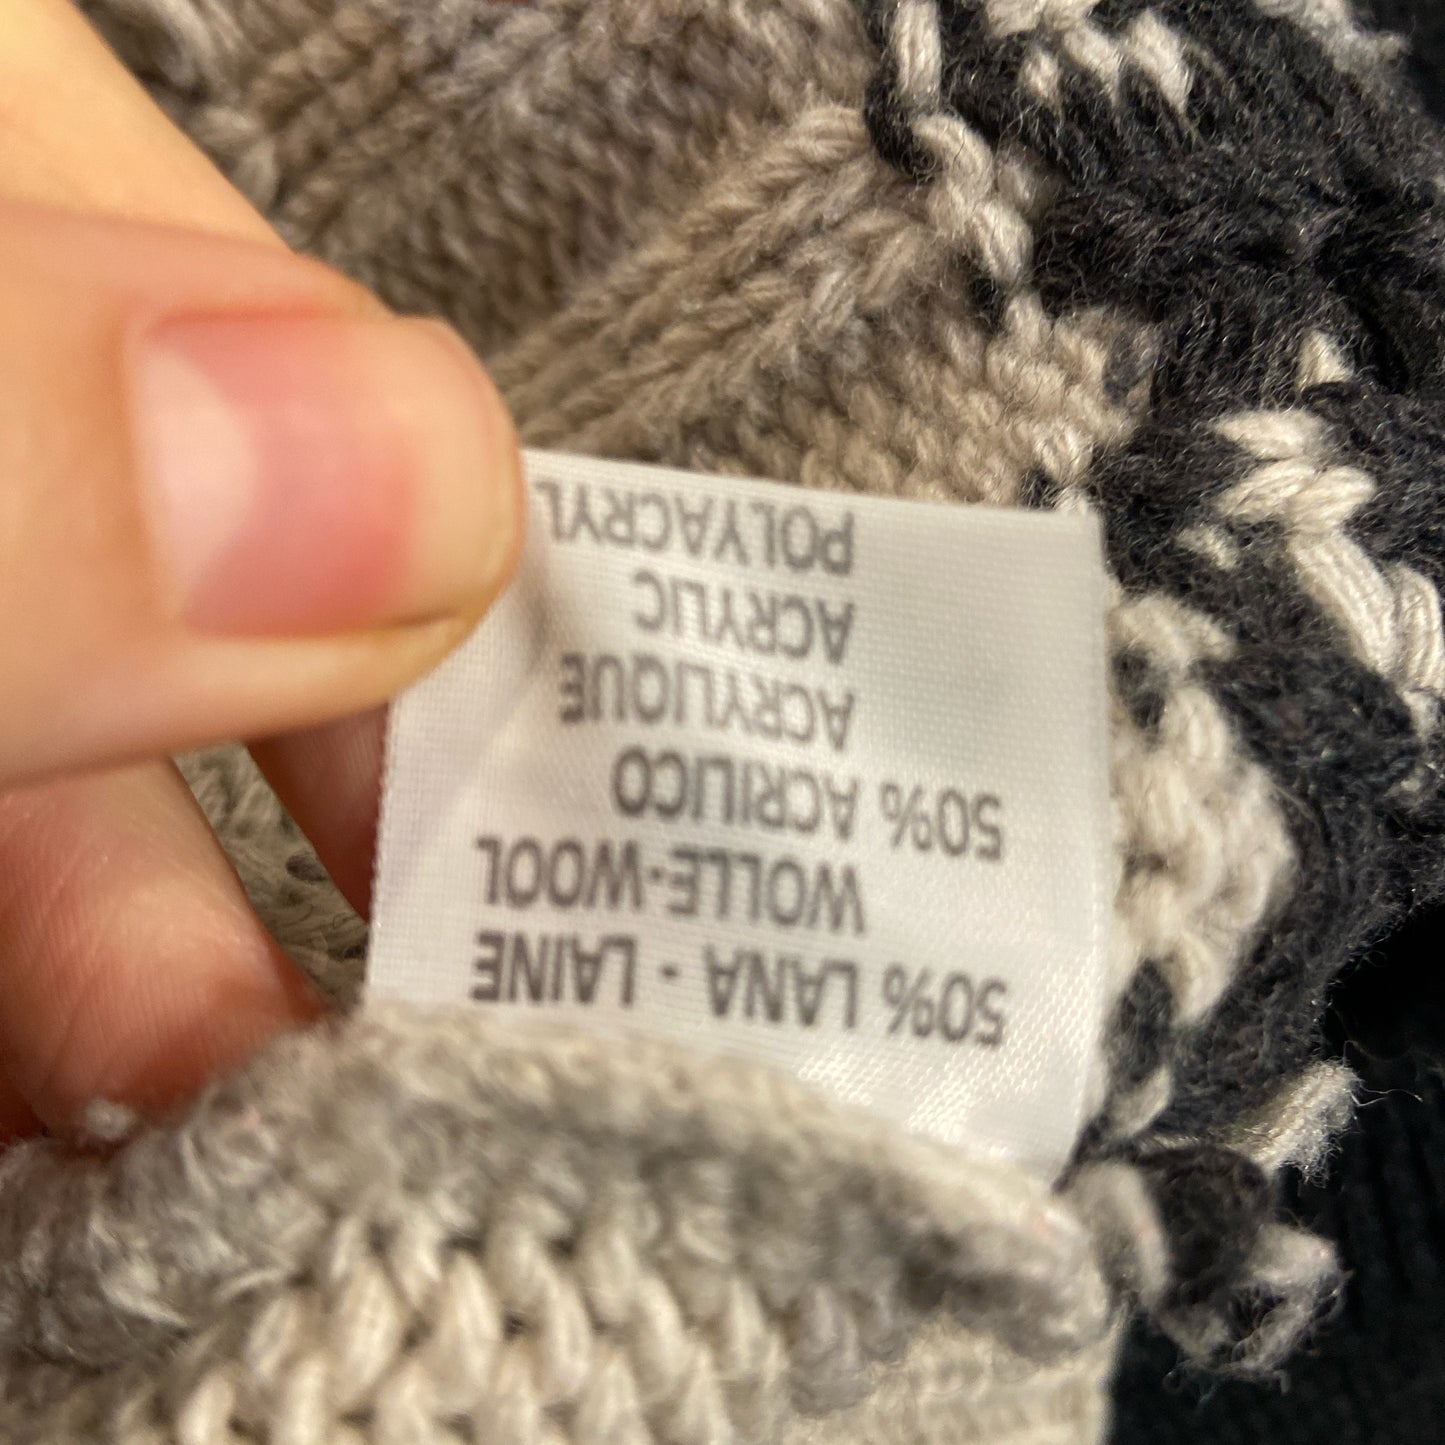 50% LANA - LAINE
WOLLE-WOOL
50% ACRILICO
ACRYLIQUE
ACRYLIC
POLYACRYL